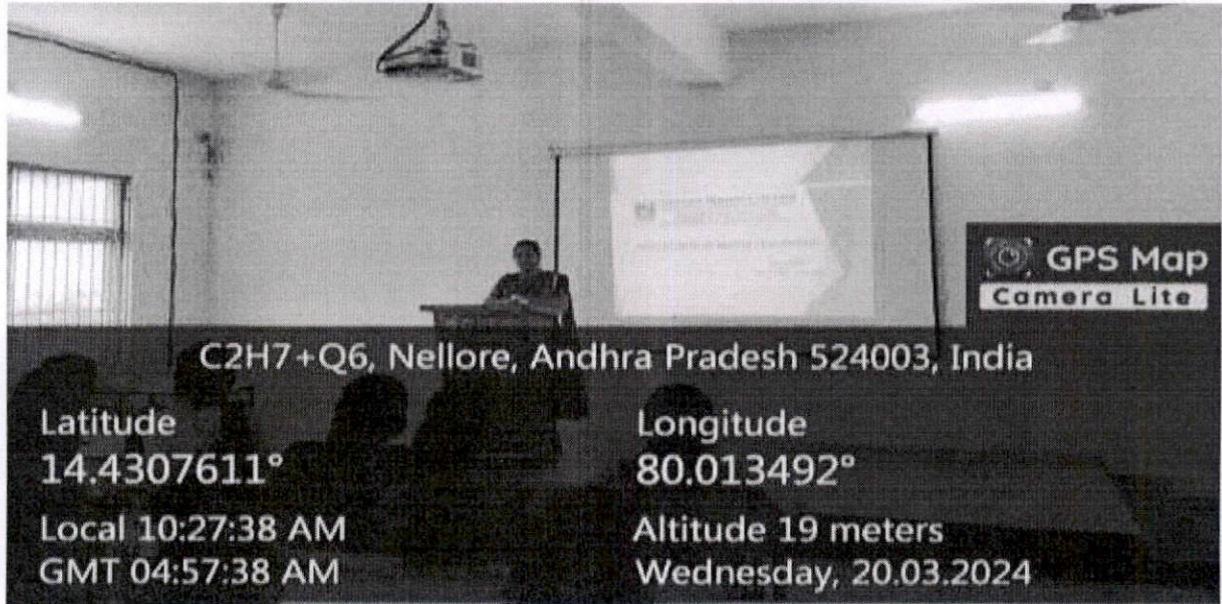 GPS Map
Camera Lite
C2H7+Q6, Nellore, Andhra Pradesh 524003, India
Latitude
14.4307611°
Longitude
80.013492°
Local 10:27:38 AM
GMT 04:57:38 AM
Altitude 19 meters
Wednesday, 20.03.2024